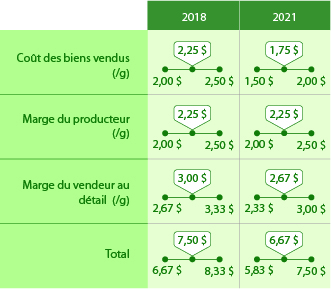 2018 2021
Coût des biens vendus
(/g)
2,25 $ 1,75 $
2,00 $ 2,50 $ 1,50 $ 2,00 $
Marge du producteur
(/g)
2,25 $ 2,25 $
2,00 $ 2,50 $ 2,00 $ 2,50 $
Marge du vendeur au
détail (/g)
3,00 $ 2,67 $
2,67 $ 3,33 $ 2,33 $ 3,00 $
Total
7,50 $ 6,67 $
6,67 $ 8,33 $ 5,83 $ 7,50 $